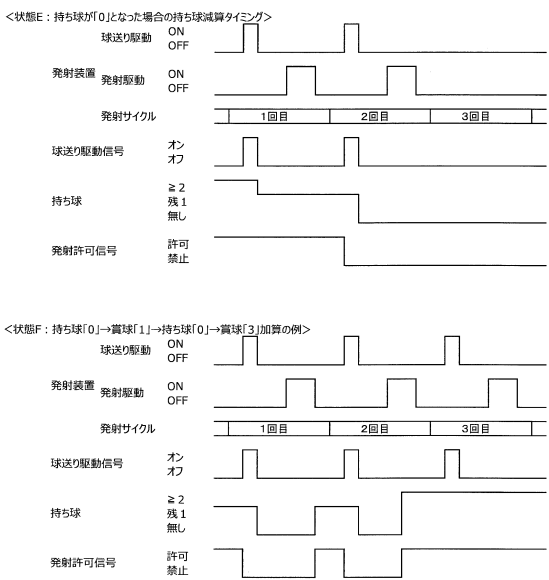 <状態E：持ち球が「0」となった場合の持ち球減算タイミング>
球送り駆動 ON
OFF
発射装置 発射駆動 ON
OFF
発射サイクル 1回目 2回目 3回目
球送り駆動信号 オン
オフ
≧2
持ち球 残1
無し
発射許可信号 許可
禁止
<状態F：持ち球「0」→賞球「1」→持ち球「0」→賞球「3」加算の例>
球送り駆動 ON
OFF
発射装置 発射駆動 ON
OFF
発射サイクル 1回目 2回目 3回目
球送り駆動信号 オン
オフ
≧2
持ち球 残1
無し
発射許可信号 許可
禁止